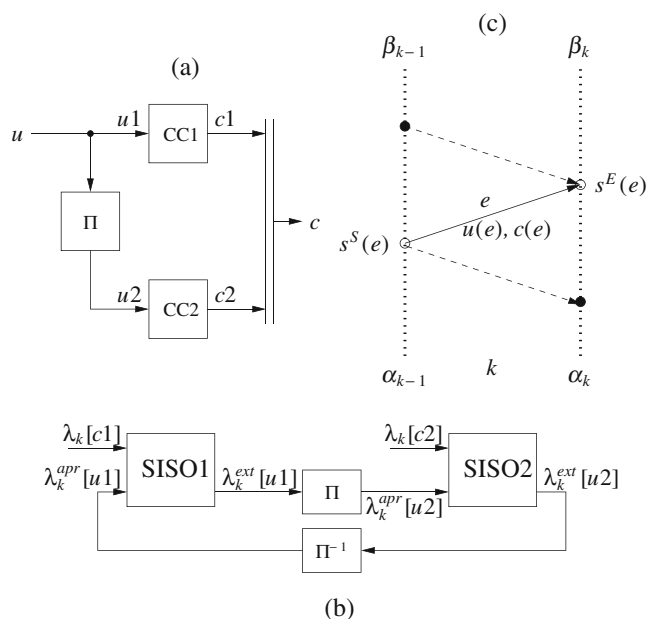 (a)
u
u1
CC1
c1
Π
c
u2
CC2
c2
(c)
β_{k−1}
β_k
s^E(e)
e
u(e), c(e)
s^S(e)
α_{k−1}
k
α_k
λ_k[c1]
λ_k^{apr}[u1]
SISO1
λ_k^{ext}[u1]
Π
λ_k^{apr}[u2]
λ_k[c2]
SISO2
λ_k^{ext}[u2]
Π^{−1}
(b)